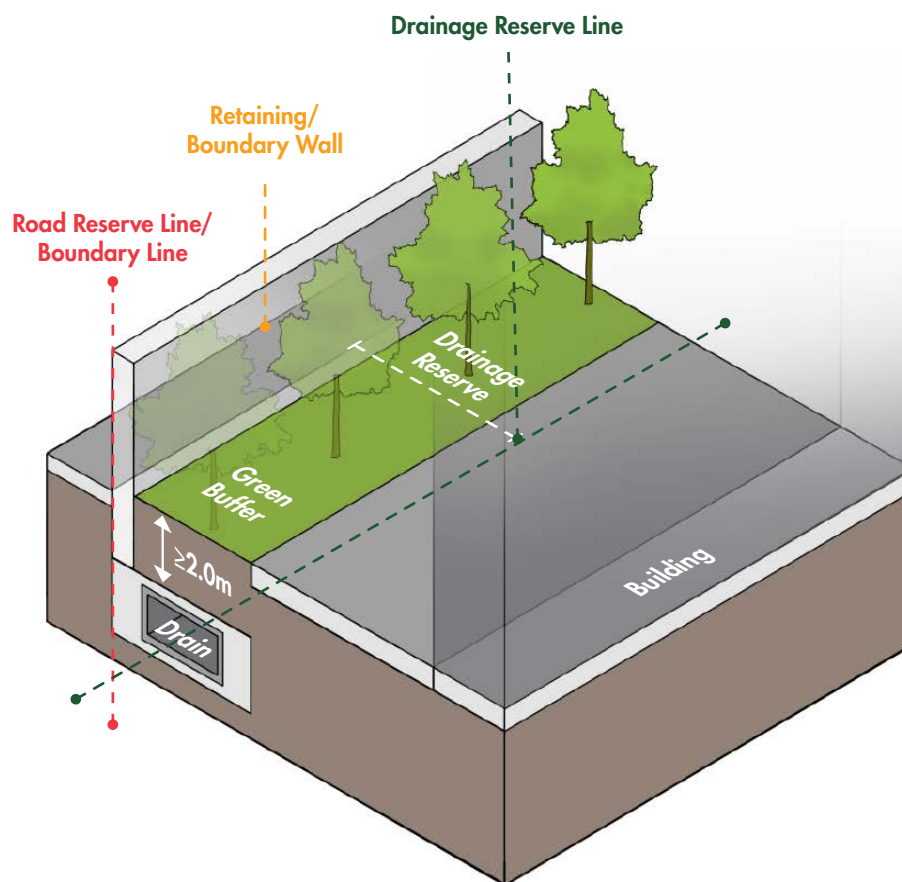 Drainage Reserve Line
Retaining/
Boundary Wall
Road Reserve Line/
Boundary Line
Drainage
Reserve
Green
Buffer
≥2.0m
Building
Drain